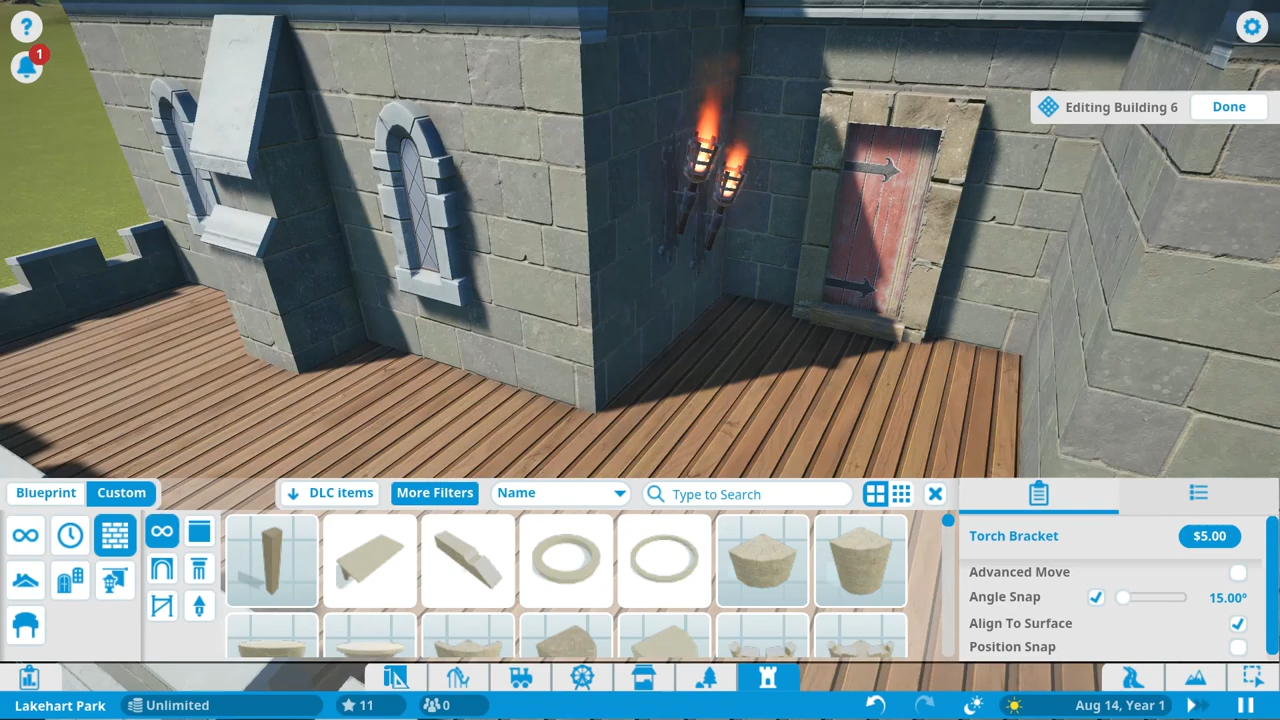 ?
1
Editing Building 6
Done
Blueprint
Custom
DLC items
More Filters
Name
Type to Search
Torch Bracket
$5.00
Advanced Move
Angle Snap
15.00°
Align To Surface
Position Snap
Lakehart Park
Unlimited
11
0
Aug 14, Year 1